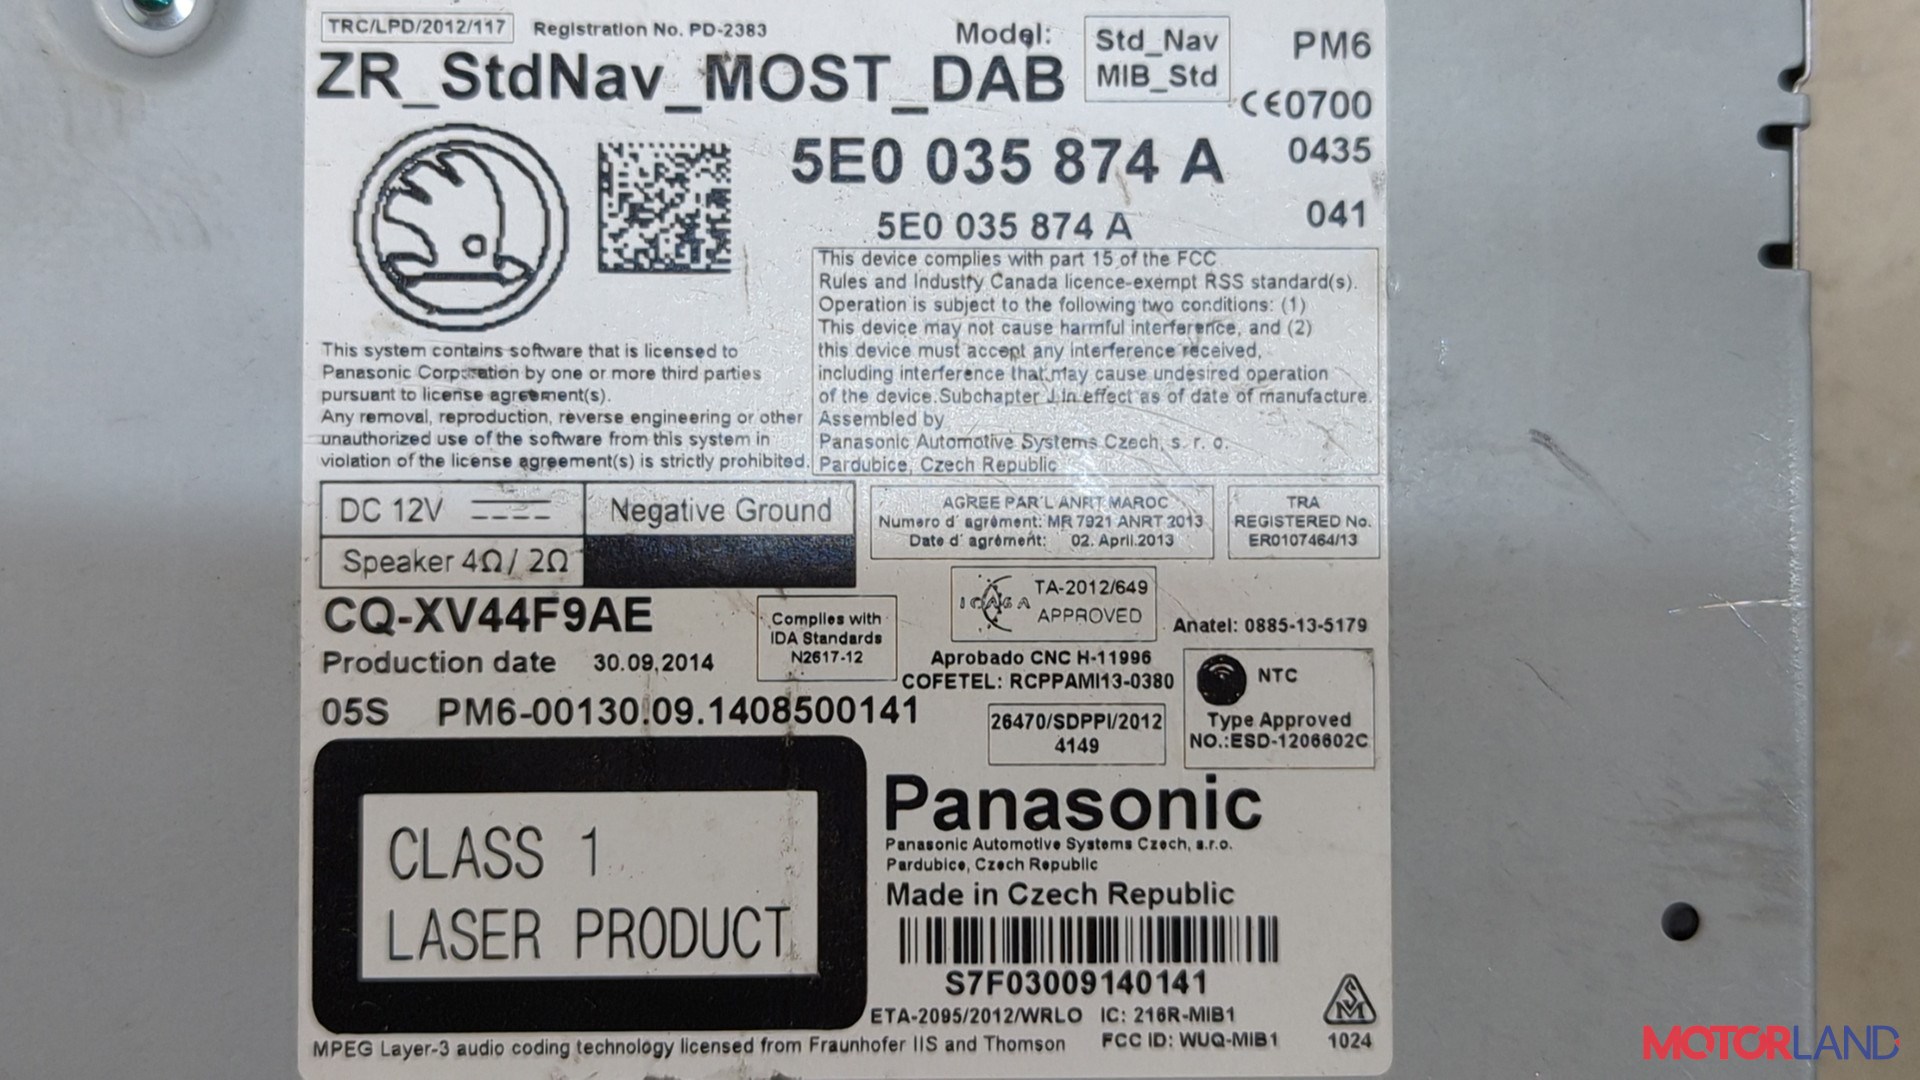 TRC/LPD/2012/117 Registration No. PD-2383
ZR_StdNav_MOST_DAB
Model: Std_Nav
MIB_Std
PM6
CE0700
0435
041
5E0 035 874 A
5E0 035 874 A
This device complies with part 15 of the FCC
Rules and Industry Canada licence-exempt RSS standard(s).
Operation is subject to the following two conditions: (1)
This device may not cause harmful interference, and (2)
this device must accept any interference received,
including interference that may cause undesired operation
of the device. Subchapter J in effect as of date of manufacture.
Assembled by
Panasonic Automotive Systems Czech, s. r. o.
Pardubice, Czech Republic
This system contains software that is licensed to
Panasonic Corporation by one or more third parties
pursuant to license agreement(s).
Any removal, reproduction, reverse engineering or other
unauthorized use of the software from this system in
violation of the license agreement(s) is strictly prohibited.
DC 12V Negative Ground
Speaker 4Ω / 2Ω
AGREE PAR L'ANRT MAROC
Numero d' agrément: MR 7921 ANRT 2013
Date d' agrément: 02. April.2013
TRA
REGISTERED No.
ER0107464/13
CQ-XV44F9AE
Production date 30.09.2014
Complies with
IDA Standards
N2617-12
ICASA TA-2012/649
APPROVED
Anatel: 0885-13-5179
Aprobado CNC H-11996
COFETEL: RCPPAMI13-0380
05S PM6-00130.09.1408500141
26470/SDPPI/2012
4149
NTC
Type Approved
NO.:ESD-1206602C
CLASS 1
LASER PRODUCT
Panasonic
Panasonic Automotive Systems Czech, s.r.o.
Pardubice, Czech Republic
Made in Czech Republic
S7F03009140141
ETA-2095/2012/WRLO IC: 216R-MIB1
MPEG Layer-3 audio coding technology licensed from Fraunhofer IIS and Thomson FCC ID: WUQ-MIB1
1024
MOTORLAND